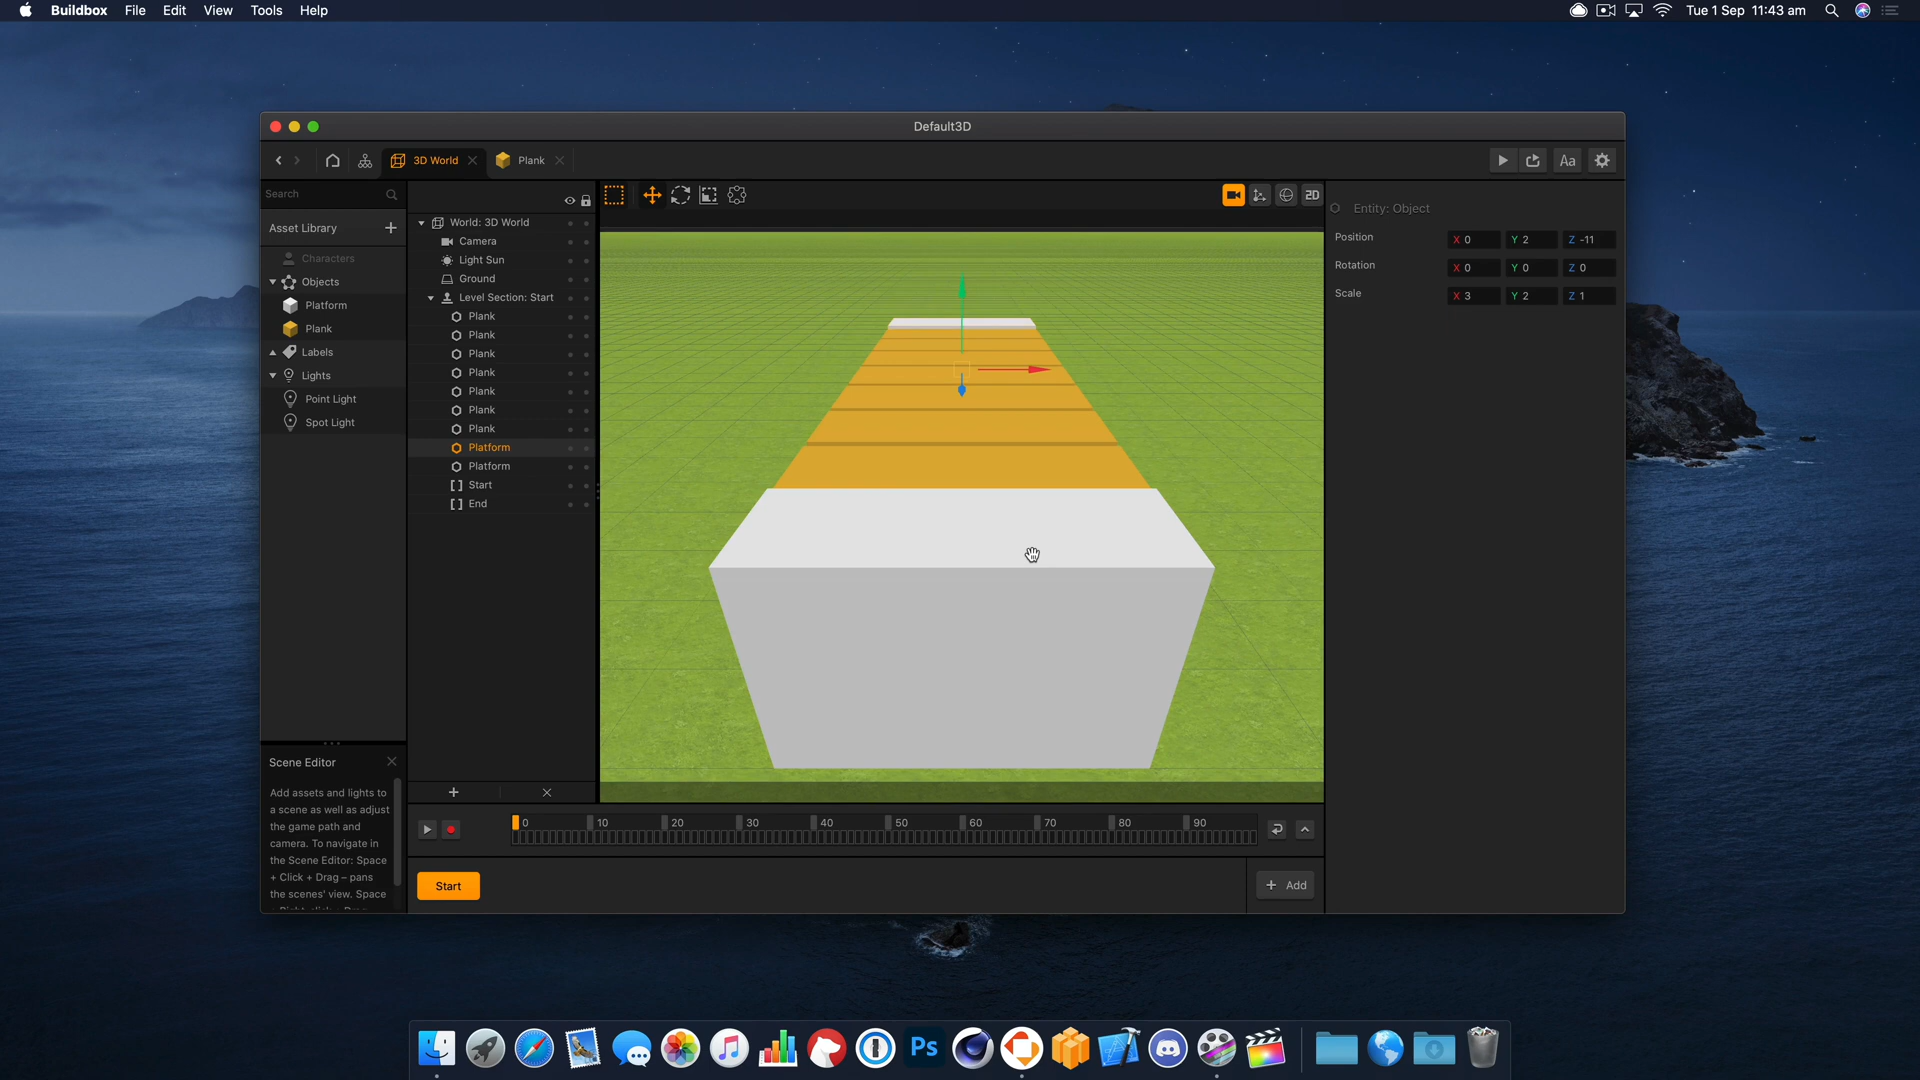 Buildbox File Edit View Tools Help Tue 1 Sep 11:43 am
Default3D
3D World Plank Aa
Search
2D
Asset Library
Characters
Objects
Platform
Plank
Labels
Lights
Point Light
Spot Light
World: 3D World
Camera
Light Sun
Ground
Level Section: Start
Plank
Plank
Plank
Plank
Plank
Plank
Plank
Platform
Platform
Start
End
Entity: Object
Position X 0 Y 2 Z -11
Rotation X 0 Y 0 Z 0
Scale X 3 Y 2 Z 1
Scene Editor
Add assets and lights to
a scene as well as adjust
the game path and
camera. To navigate in
the Scene Editor: Space
+ Click + Drag – pans
the scenes' view. Space
0 10 20 30 40 50 60 70 80 90
Start
Add
Ps